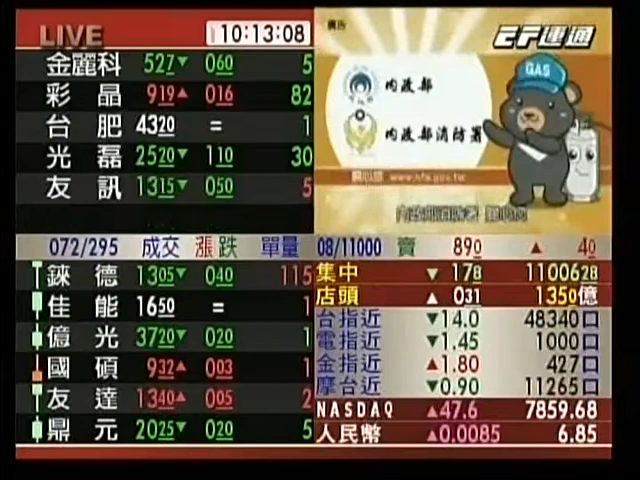 LIVE 10:13:08
金麗科 527▼ 060 5
彩晶 919▲ 016 82
台肥 4320 = 1
光磊 2520▼ 110 30
友訊 1315▼ 050 5
廣告
GAS
內政部
內政部消防署
www.nfa.gov.tw
072/295 成交 漲跌 單量
08/11000 賣 890 ▲ 40
錸德 1305▼ 040 115
佳能 1650 = 1
億光 3720▼ 020 1
國碩 932▲ 003 1
友達 1340▲ 005 2
鼎元 2025▼ 020 5
集中 ▼ 178 1100628
店頭 ▲ 031 1350億
台指近 ▼14.0 48340口
電指近 ▼1.45 1000口
金指近 ▲1.80 427口
摩台近 ▼0.90 11265口
NASDAQ ▲47.6 7859.68
人民幣 ▲0.0085 6.85